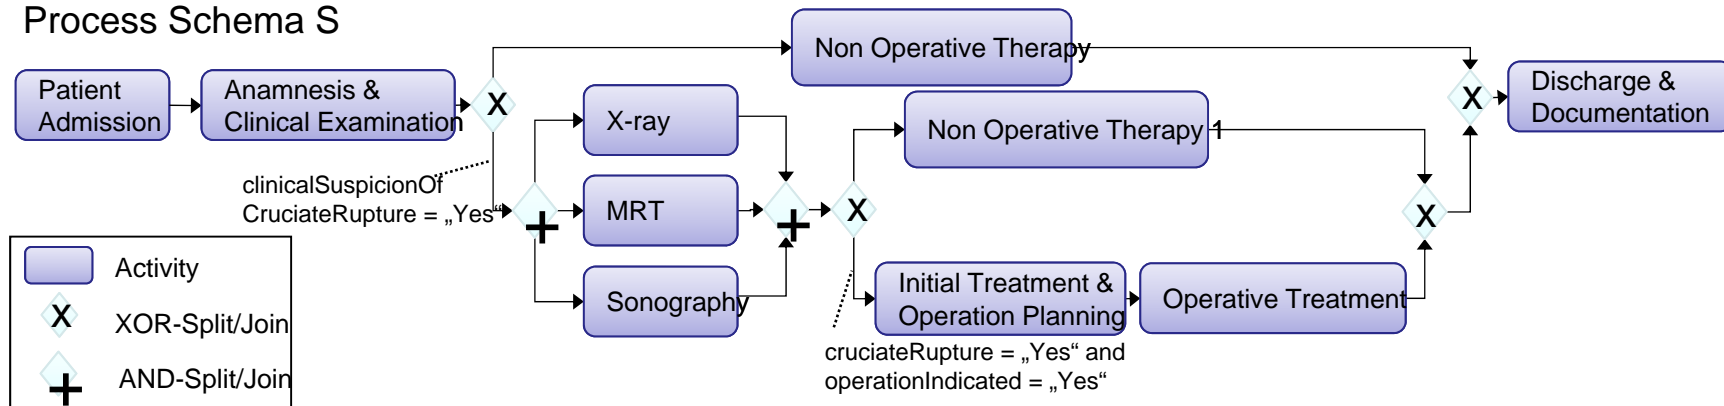 Process Schema S
Patient
Admission
Anamnesis &
Clinical Examination
X
clinicalSuspicionOf
CruciateRupture = „Yes“
Non Operative Therapy
X-ray
MRT
Sonography
X
Non Operative Therapy 1
Initial Treatment &
Operation Planning
Operative Treatment
cruciateRupture = „Yes“ and
operationIndicated = „Yes“
X
X
Discharge &
Documentation
Activity
X
XOR-Split/Join
AND-Split/Join